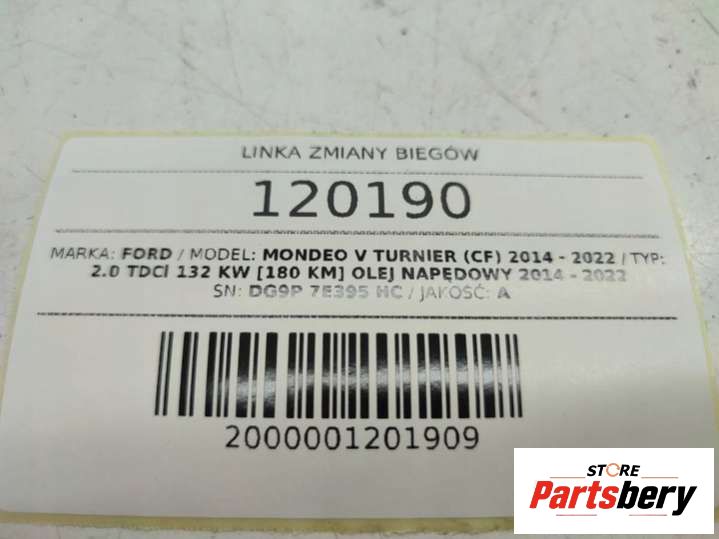 LINKA ZMIANY BIEGÓW
120190
MARKA: FORD / MODEL: MONDEO V TURNIER (CF) 2014 - 2022 / TYP:
2.0 TDCI 132 KW [180 KM] OLEJ NAPĘDOWY 2014 - 2022
SN: DG9P 7E395 HC / JAKOŚĆ: A
2000001201909
STORE
Partsbery